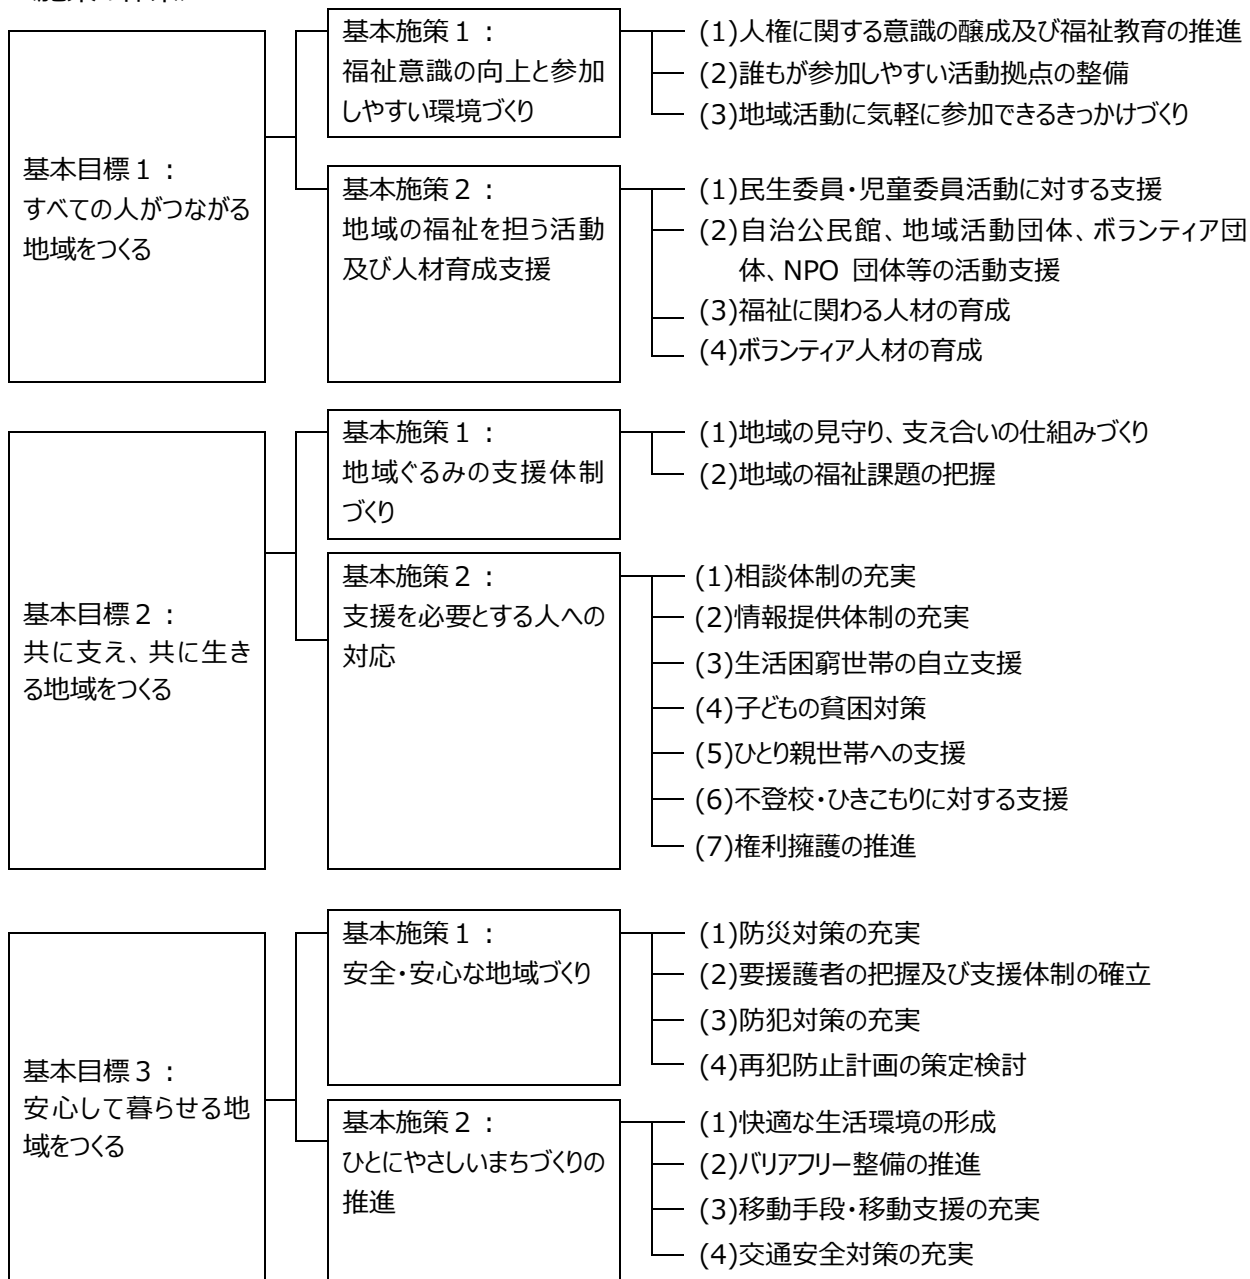 基本目標1：
すべての人がつながる
地域をつくる
基本施策1：
福祉意識の向上と参加
しやすい環境づくり
(1)人権に関する意識の醸成及び福祉教育の推進
(2)誰もが参加しやすい活動拠点の整備
(3)地域活動に気軽に参加できるきっかけづくり
基本施策2：
地域の福祉を担う活動
及び人材育成支援
(1)民生委員・児童委員活動に対する支援
(2)自治公民館、地域活動団体、ボランティア団
体、NPO 団体等の活動支援
(3)福祉に関わる人材の育成
(4)ボランティア人材の育成
基本目標2：
共に支え、共に生き
る地域をつくる
基本施策1：
地域ぐるみの支援体制
づくり
(1)地域の見守り、支え合いの仕組みづくり
(2)地域の福祉課題の把握
基本施策2：
支援を必要とする人への
対応
(1)相談体制の充実
(2)情報提供体制の充実
(3)生活困窮世帯の自立支援
(4)子どもの貧困対策
(5)ひとり親世帯への支援
(6)不登校・ひきこもりに対する支援
(7)権利擁護の推進
基本目標3：
安心して暮らせる地
域をつくる
基本施策1：
安全・安心な地域づくり
(1)防災対策の充実
(2)要援護者の把握及び支援体制の確立
(3)防犯対策の充実
(4)再犯防止計画の策定検討
基本施策2：
ひとにやさしいまちづくりの
推進
(1)快適な生活環境の形成
(2)バリアフリー整備の推進
(3)移動手段・移動支援の充実
(4)交通安全対策の充実